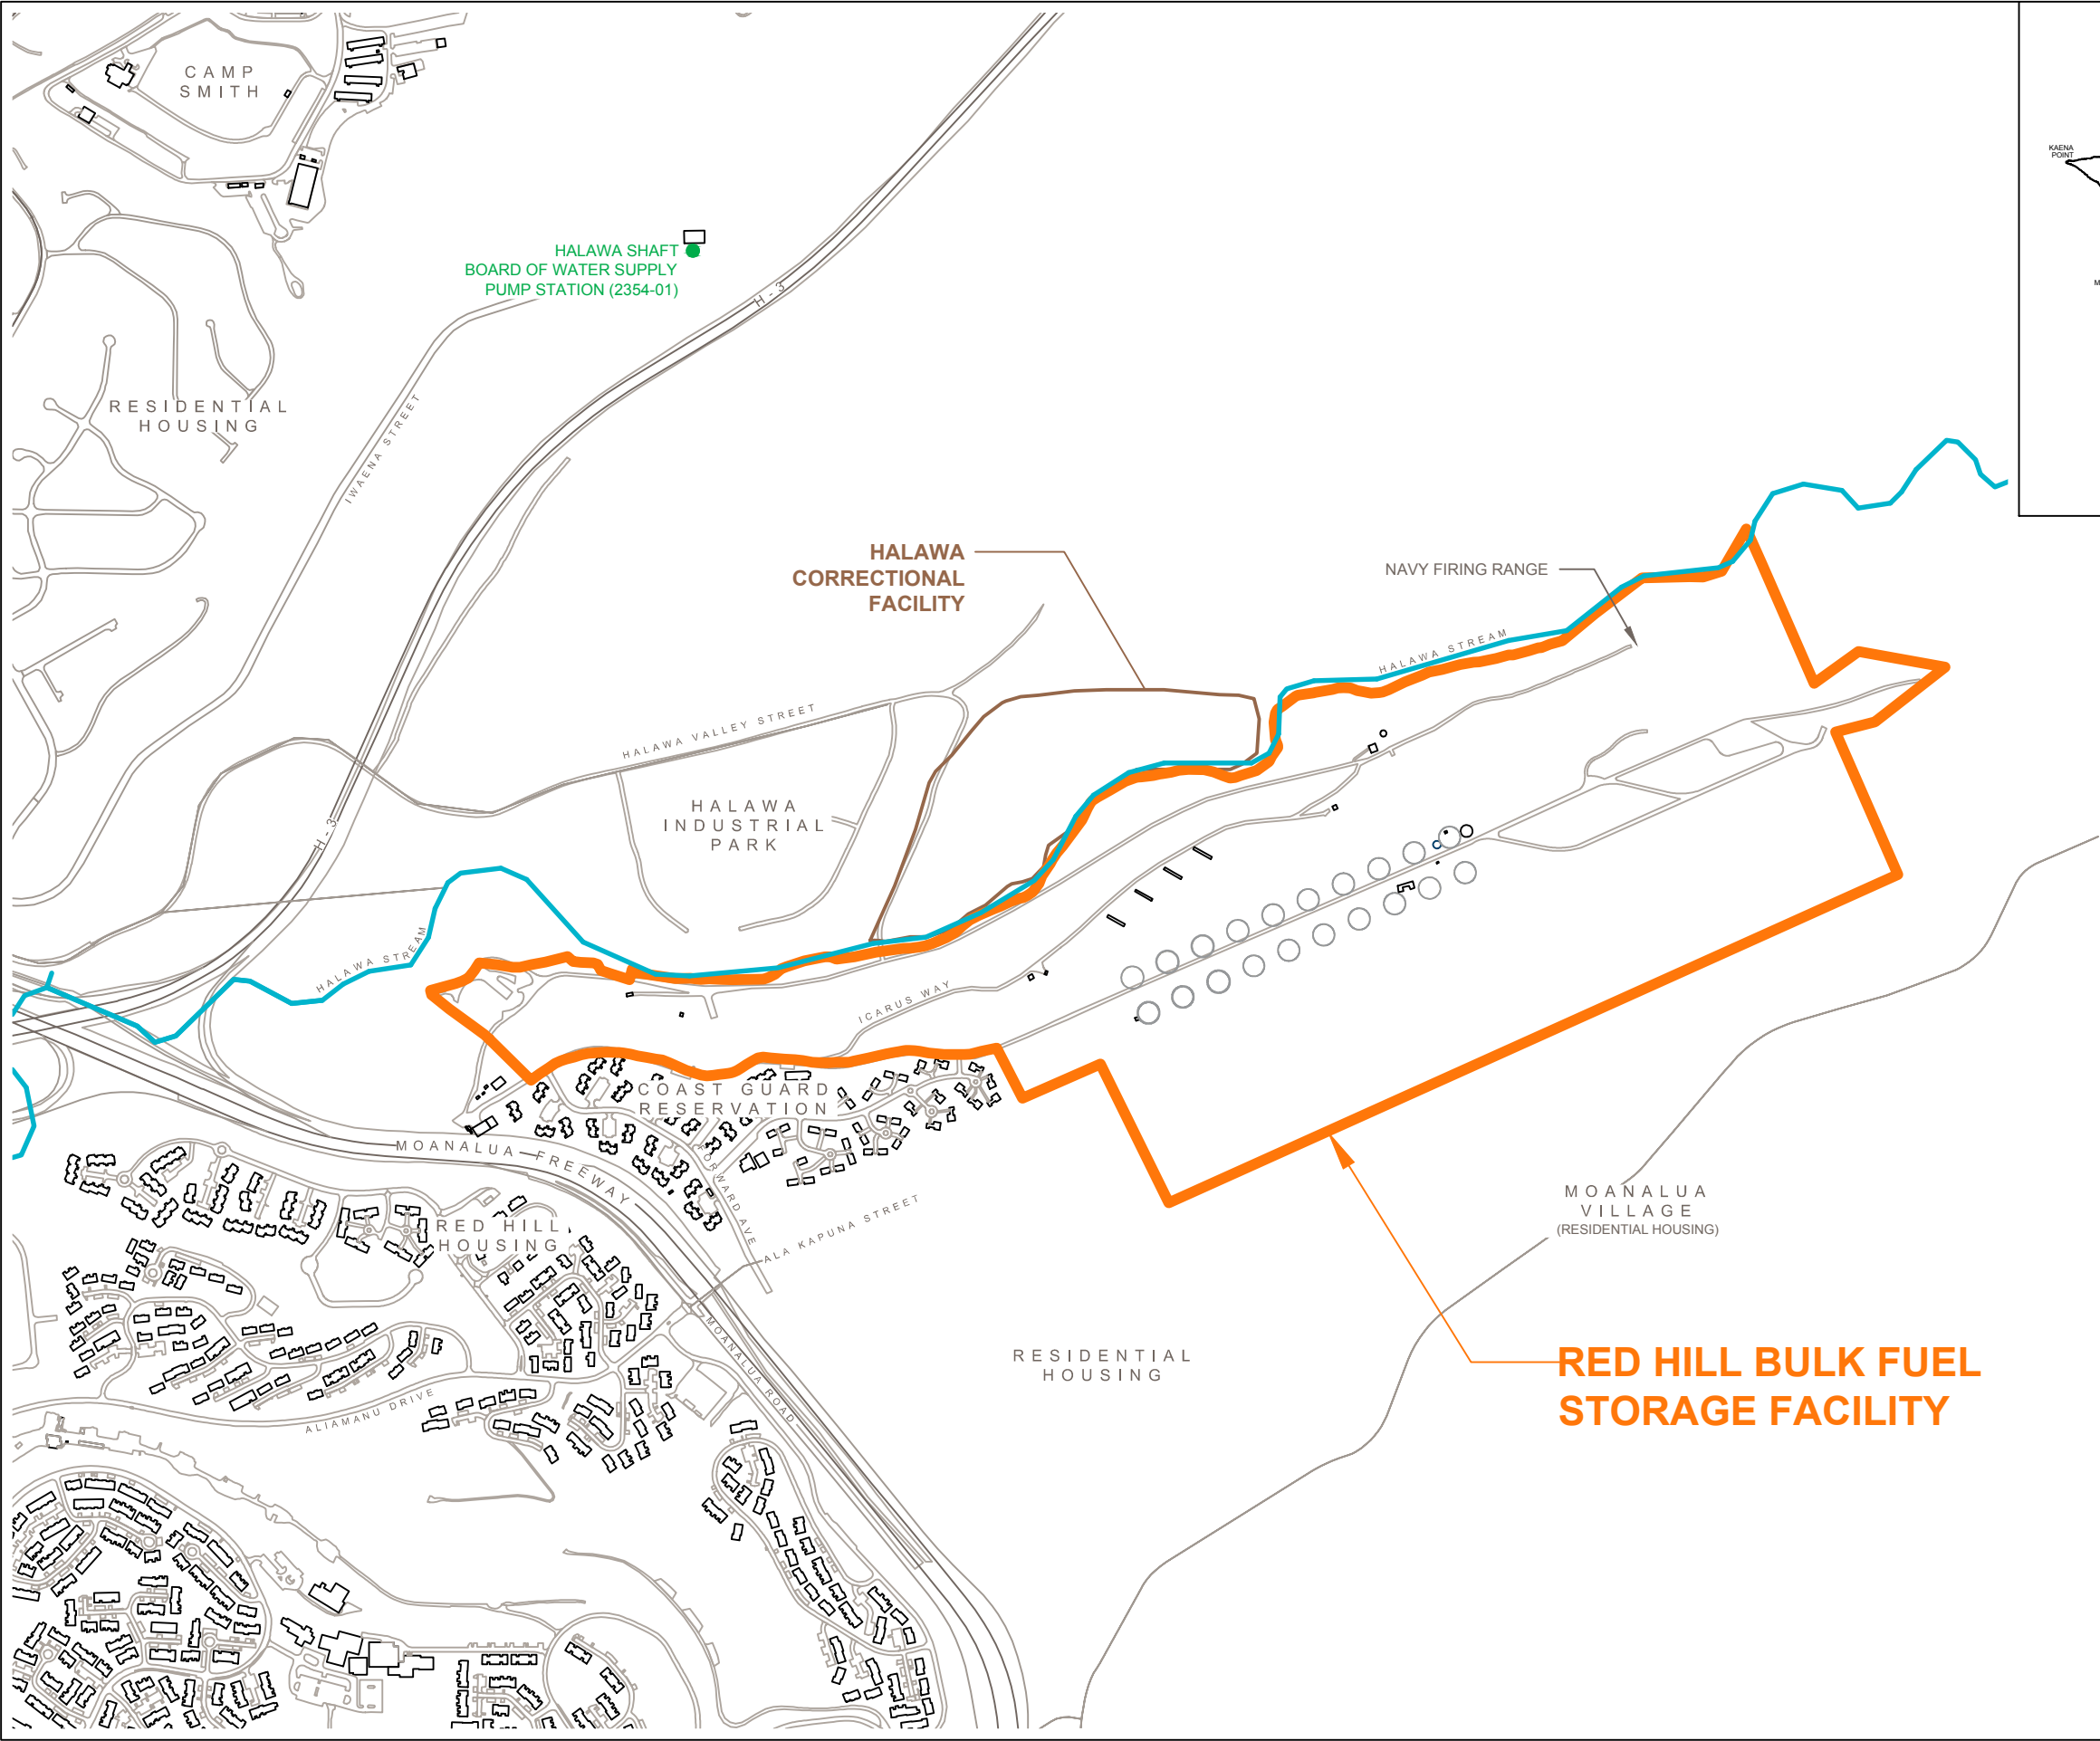 CAMP
SMITH
KAENA
POINT
M
HALAWA SHAFT
BOARD OF WATER SUPPLY
PUMP STATION (2354-01)
H-3
RESIDENTIAL
HOUSING
IWAENA STREET
HALAWA
CORRECTIONAL
FACILITY
NAVY FIRING RANGE
HALAWA STREAM
HALAWA VALLEY STREET
HALAWA
INDUSTRIAL
PARK
H-3
HALAWA STREAM
ICARUS WAY
COAST GUARD
RESERVATION
MOANALUA FREEWAY
FORWARD AVE
ALA KAPUNA STREET
RED HILL
HOUSING
MOANALUA
VILLAGE
(RESIDENTIAL HOUSING)
MOANALUA ROAD
RESIDENTIAL
HOUSING
RED HILL BULK FUEL
STORAGE FACILITY
ALIAMANU DRIVE